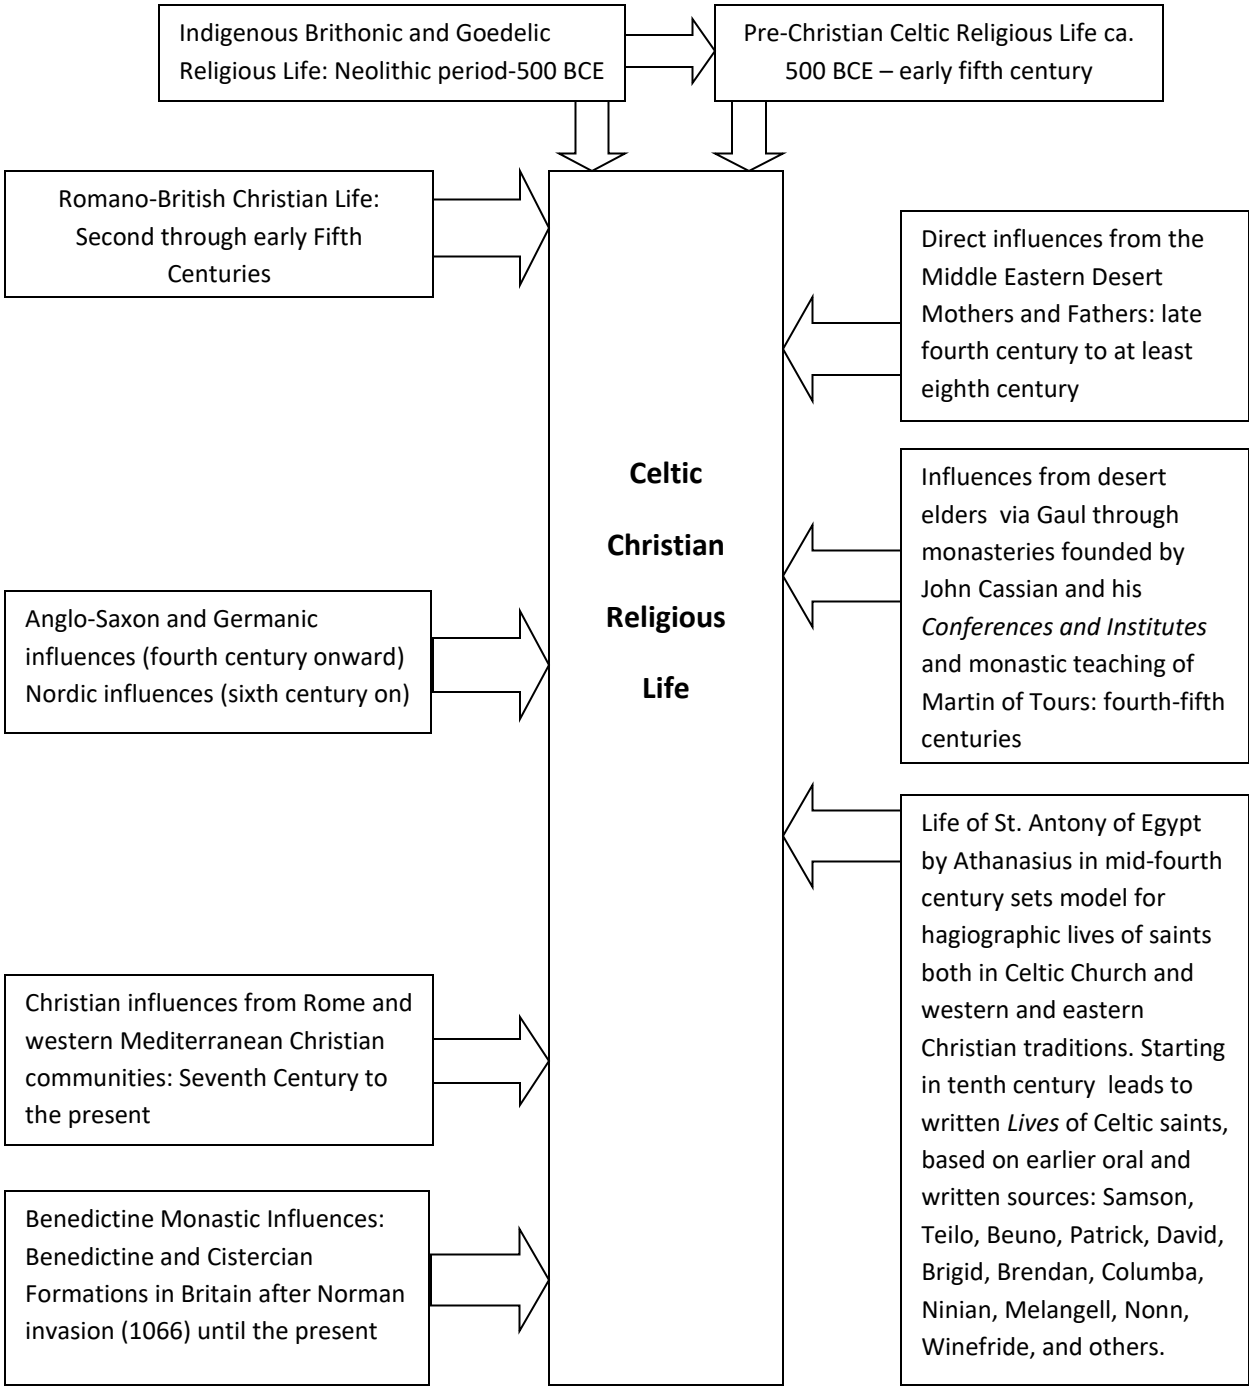 Indigenous Brithonic and Goedelic
Religious Life: Neolithic period-500 BCE
Pre-Christian Celtic Religious Life ca.
500 BCE – early fifth century
Romano-British Christian Life:
Second through early Fifth
Centuries
Direct influences from the
Middle Eastern Desert
Mothers and Fathers: late
fourth century to at least
eighth century
Celtic
Christian
Religious
Life
Influences from desert
elders via Gaul through
monasteries founded by
John Cassian and his
Conferences and Institutes
and monastic teaching of
Martin of Tours: fourth-fifth
centuries
Anglo-Saxon and Germanic
influences (fourth century onward)
Nordic influences (sixth century on)
Life of St. Antony of Egypt
by Athanasius in mid-fourth
century sets model for
hagiographic lives of saints
both in Celtic Church and
western and eastern
Christian traditions. Starting
in tenth century leads to
written Lives of Celtic saints,
based on earlier oral and
written sources: Samson,
Teilo, Beuno, Patrick, David,
Brigid, Brendan, Columba,
Ninian, Melangell, Nonn,
Winefride, and others.
Christian influences from Rome and
western Mediterranean Christian
communities: Seventh Century to
the present
Benedictine Monastic Influences:
Benedictine and Cistercian
Formations in Britain after Norman
invasion (1066) until the present